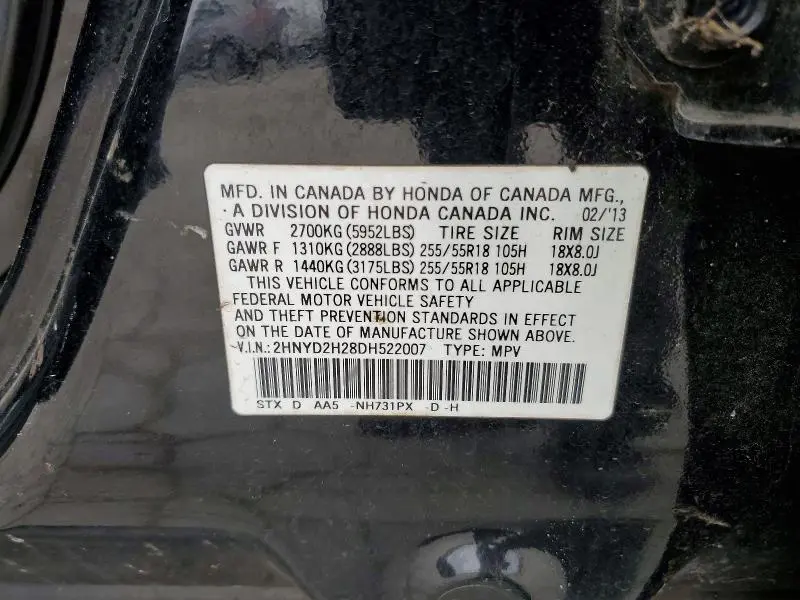 MFD. IN CANADA BY HONDA OF CANADA MFG.,
A DIVISION OF HONDA CANADA INC. 02/'13
GVWR 2700KG (5952LBS) TIRE SIZE RIM SIZE
GAWR F 1310KG (2888LBS) 255/55R18 105H 18X8.0J
GAWR R 1440KG (3175LBS) 255/55R18 105H 18X8.0J
THIS VEHICLE CONFORMS TO ALL APPLICABLE
FEDERAL MOTOR VEHICLE SAFETY
AND THEFT PREVENTION STANDARDS IN EFFECT
ON THE DATE OF MANUFACTURE SHOWN ABOVE.
V.I.N.: 2HNYD2H28DH522007 TYPE: MPV
STX D AA5 -NH731PX -D -H